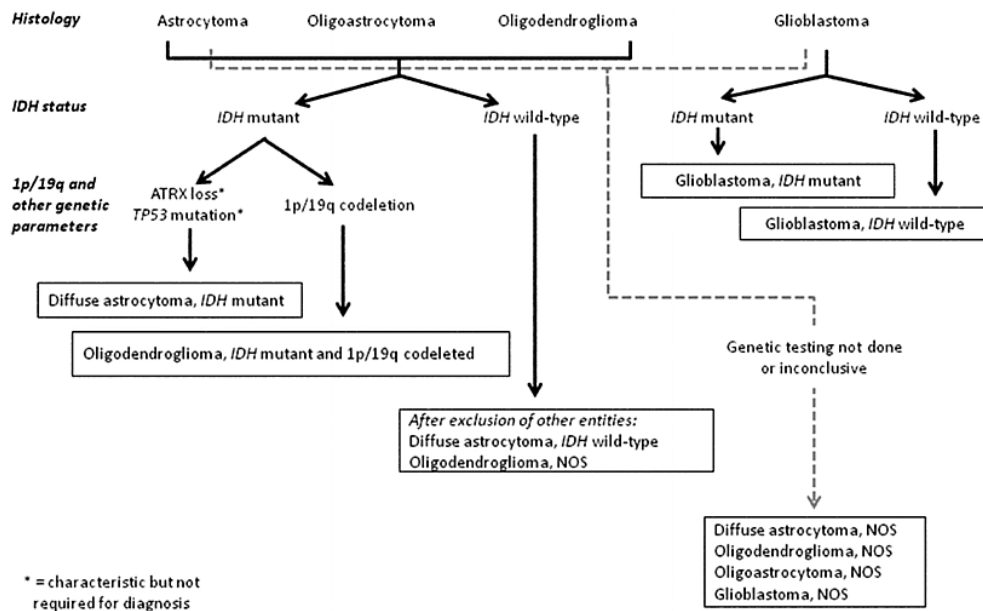 Histology
Astrocytoma
Oligoastrocytoma
Oligodendroglioma
Glioblastoma
IDH status
IDH mutant
IDH wild-type
IDH mutant
IDH wild-type
1p/19q and
other genetic
parameters
ATRX loss*
TP53 mutation*
1p/19q codeletion
Glioblastoma, IDH mutant
Glioblastoma, IDH wild-type
Diffuse astrocytoma, IDH mutant
Oligodendroglioma, IDH mutant and 1p/19q codeleted
Genetic testing not done
or inconclusive
After exclusion of other entities:
Diffuse astrocytoma, IDH wild-type
Oligodendroglioma, NOS
Diffuse astrocytoma, NOS
Oligodendroglioma, NOS
Oligoastrocytoma, NOS
Glioblastoma, NOS
* = characteristic but not
required for diagnosis